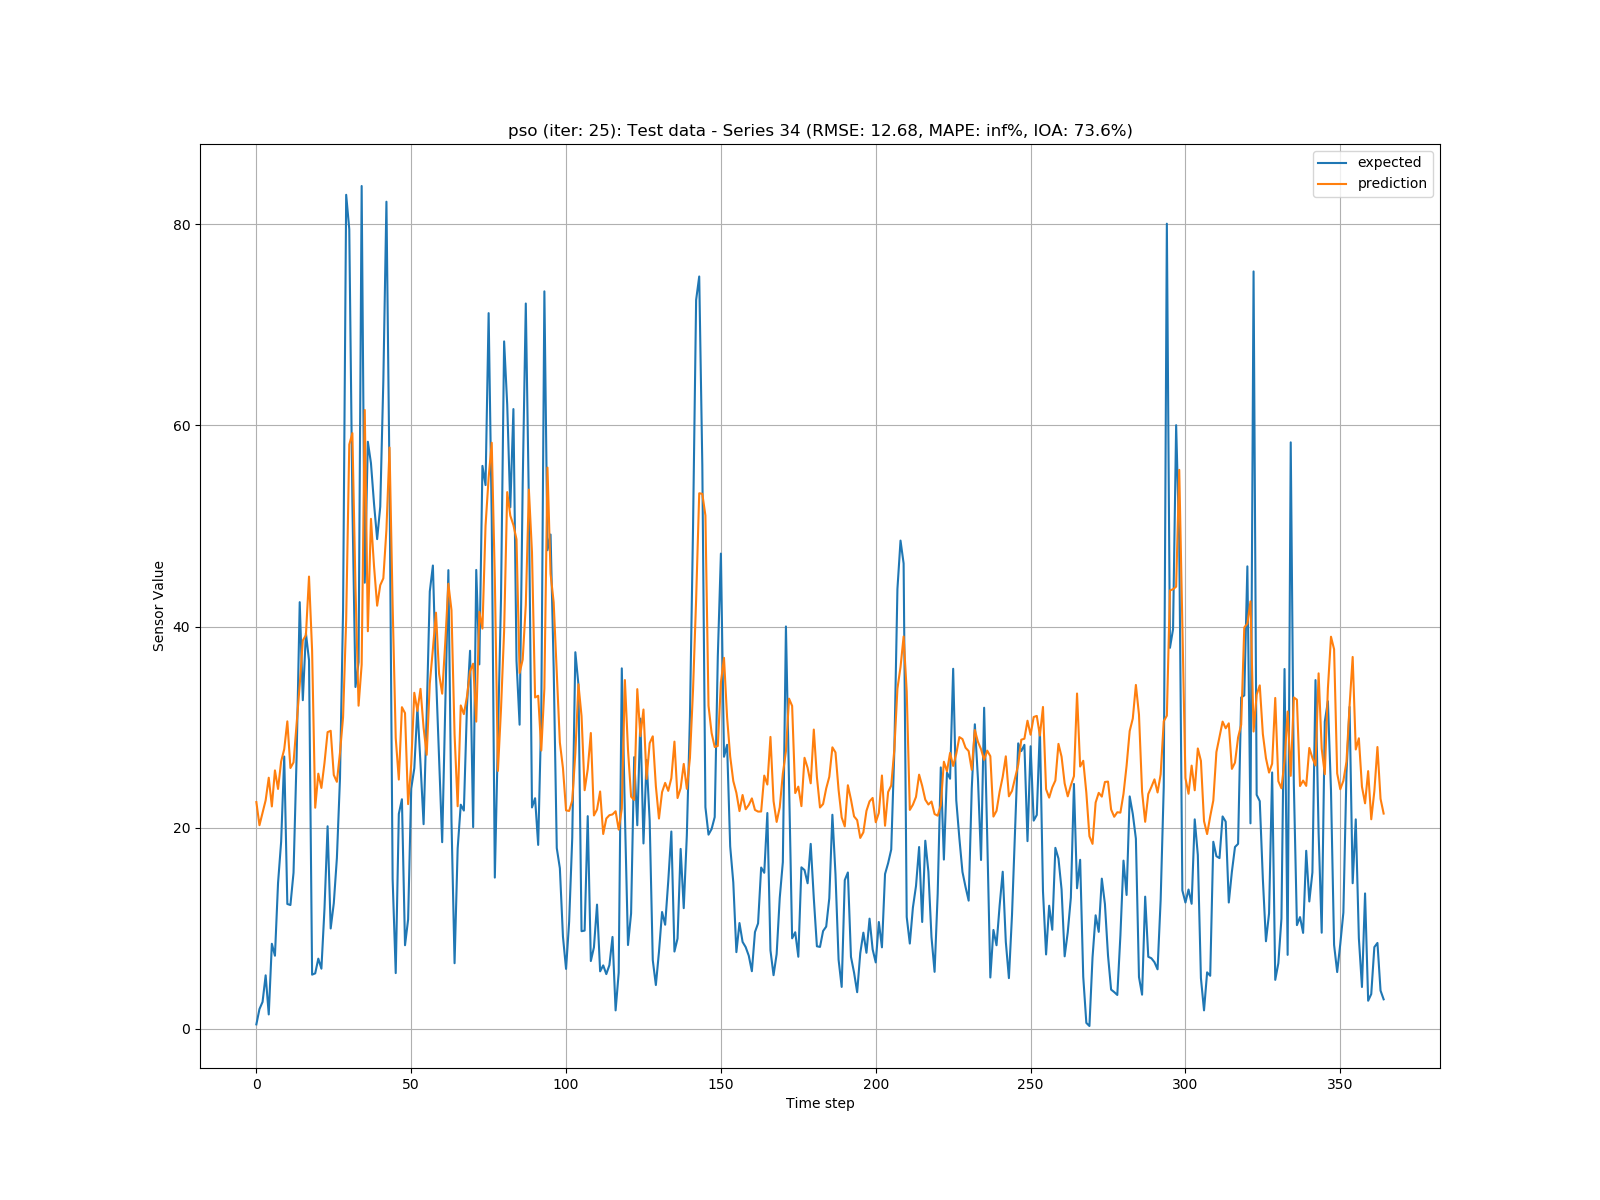 pso (iter: 25): Test data - Series 34 (RMSE: 12.68, MAPE: inf%, IOA: 73.6%)
expected
prediction
80
60
40
20
0
Sensor Value
0 50 100 150 200 250 300 350
Time step